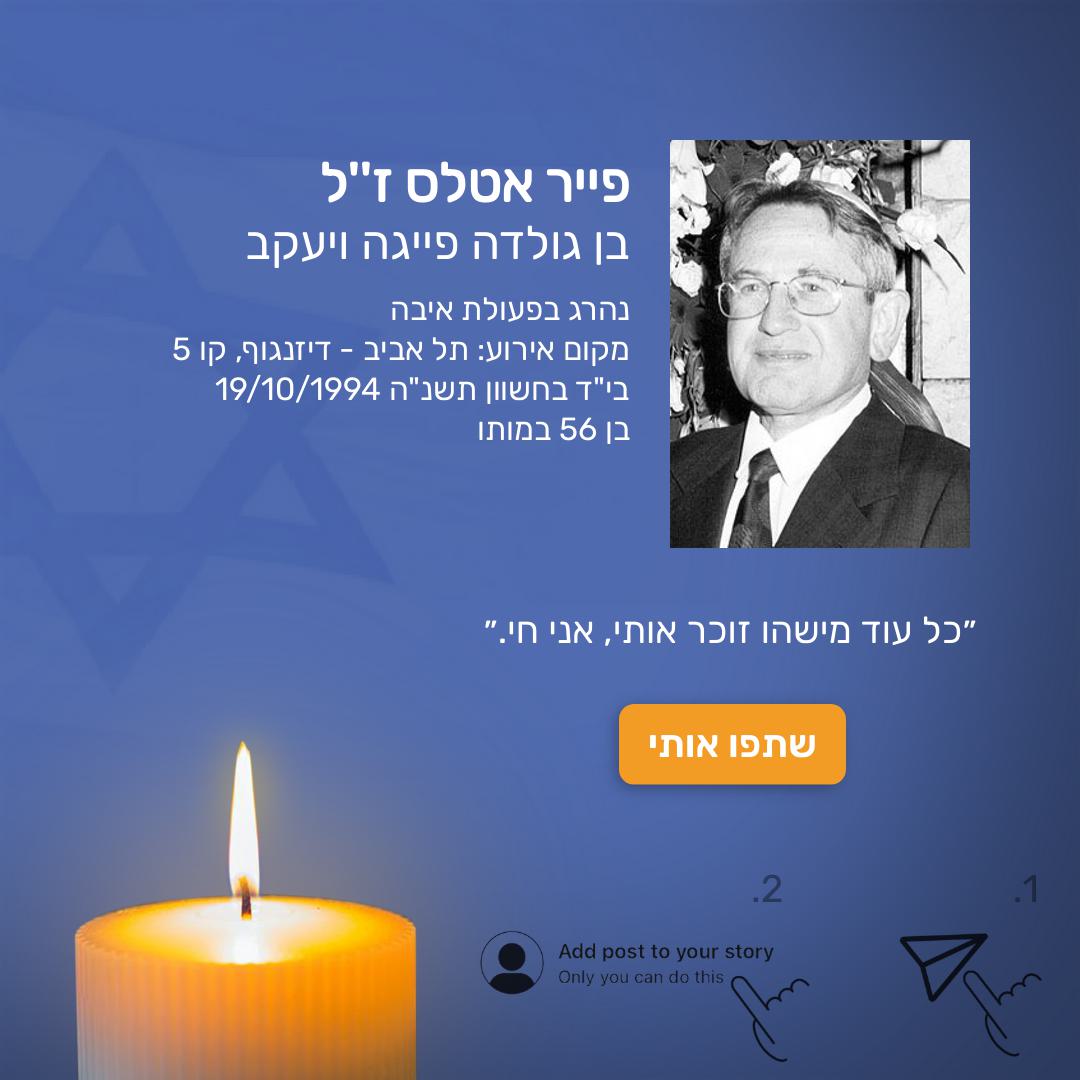 פייר אטלס ז"ל
בן גולדה פייגה ויעקב
נהרג בפעולת איבה
מקום אירוע: תל אביב - דיזנגוף, קו 5
בי"ד בחשוון תשנ"ה 19/10/1994
בן 56 במותו
״כל עוד מישהו זוכר אותי, אני חי.״
שתפו אותי
1.
2.
Add post to your story
Only you can do this